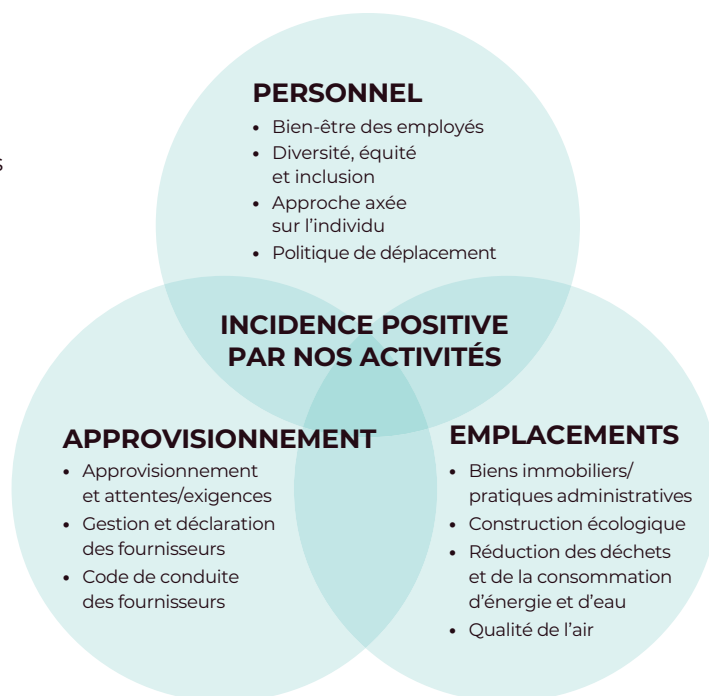 PERSONNEL
• Bien-être des employés
• Diversité, équité
et inclusion
• Approche axée
sur l’individu
• Politique de déplacement
s
INCIDENCE POSITIVE
PAR NOS ACTIVITÉS
APPROVISIONNEMENT
• Approvisionnement
et attentes/exigences
• Gestion et déclaration
des fournisseurs
• Code de conduite
des fournisseurs
EMPLACEMENTS
• Biens immobiliers/
pratiques administratives
• Construction écologique
• Réduction des déchets
et de la consommation
d’énergie et d’eau
• Qualité de l’air